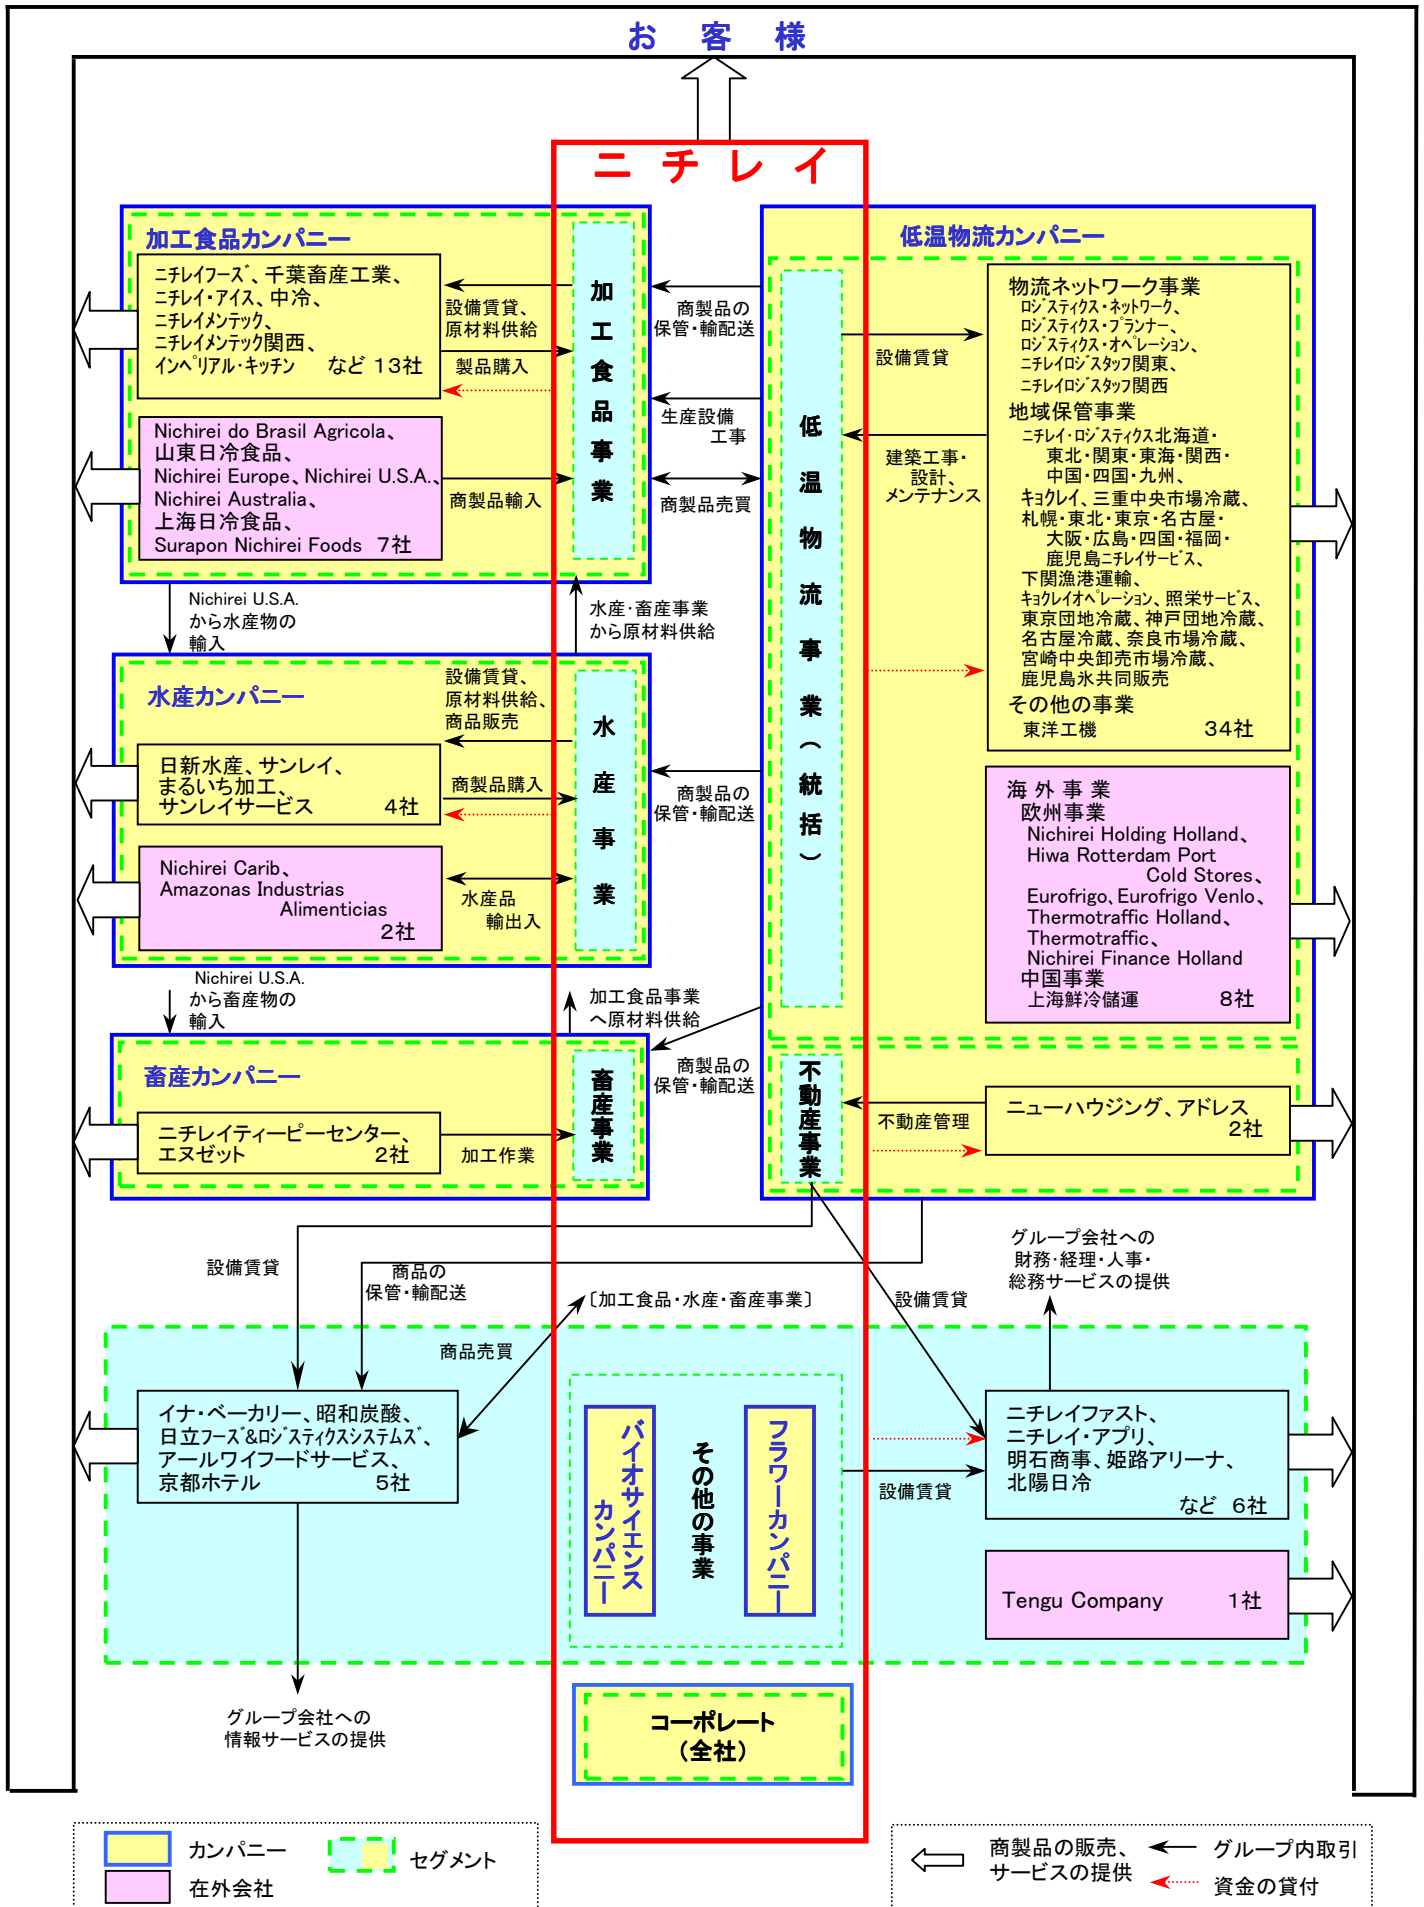 お 客 様
ニチレイ
加工食品カンパニー
ニチレイフーズ、千葉畜産工業、
ニチレイ・アイス、中冷、
ニチレイメンテック、
ニチレイメンテック関西、
インペリアル・キッチン など 13社
設備賃貸、
原材料供給
製品購入
Nichirei do Brasil Agricola、
山東日冷食品、
Nichirei Europe、Nichirei U.S.A.、
Nichirei Australia、
上海日冷食品、
Surapon Nichirei Foods 7社
商製品輸入
加工食品事業
商製品の
保管・輸配送
生産設備
工事
商製品売買
低温物流カンパニー
低温物流事業(統括)
設備賃貸
建築工事・
設計、
メンテナンス
物流ネットワーク事業
ロジスティクス・ネットワーク、
ロジスティクス・プランナー、
ロジスティクス・オペレーション、
ニチレイロジスタッフ関東、
ニチレイロジスタッフ関西
地域保管事業
ニチレイ・ロジスティクス北海道・
東北・関東・東海・関西・
中国・四国・九州、
キョクレイ、三重中央市場冷蔵、
札幌・東北・東京・名古屋・
大阪・広島・四国・福岡・
鹿児島ニチレイサービス、
下関漁港運輸、
キョクレイオペレーション、照栄サービス、
東京団地冷蔵、神戸団地冷蔵、
名古屋冷蔵、奈良市場冷蔵、
宮崎中央卸売市場冷蔵、
鹿児島氷共同販売
その他の事業
東洋工機 34社
海外事業
欧州事業
Nichirei Holding Holland、
Hiwa Rotterdam Port
Cold Stores、
Eurofrigo、Eurofrigo Venlo、
Thermotraffic Holland、
Thermotraffic、
Nichirei Finance Holland
中国事業
上海鮮冷儲運 8社
Nichirei U.S.A.
から水産物の
輸入
水産・畜産事業
から原材料供給
水産カンパニー
設備賃貸、
原材料供給、
商品販売
日新水産、サンレイ、
まるいち加工、
サンレイサービス 4社
商製品購入
Nichirei Carib、
Amazonas Industrias
Alimenticias
2社
水産品
輸出入
水産事業
商製品の
保管・輸配送
Nichirei U.S.A.
から畜産物の
輸入
加工食品事業
へ原材料供給
畜産カンパニー
ニチレイティーピーセンター、
エヌゼット 2社
加工作業
畜産事業
商製品の
保管・輸配送
不動産事業
不動産管理
ニューハウジング、アドレス
2社
設備賃貸
商品の
保管・輸配送
〔加工食品・水産・畜産事業〕
商品売買
設備賃貸
グループ会社への
財務・経理・人事・
総務サービスの提供
イナ・ベーカリー、昭和炭酸、
日立フーズ&ロジスティクスシステムズ、
アールワイフードサービス、
京都ホテル 5社
バイオサイエンス
カンパニー
その他の事業
フラワーカンパニー
設備賃貸
ニチレイファスト、
ニチレイ・アプリ、
明石商事、姫路アリーナ、
北陽日冷
など 6社
Tengu Company 1社
グループ会社への
情報サービスの提供
コーポレート
(全社)
カンパニー
セグメント
在外会社
商製品の販売、
サービスの提供
グループ内取引
資金の貸付